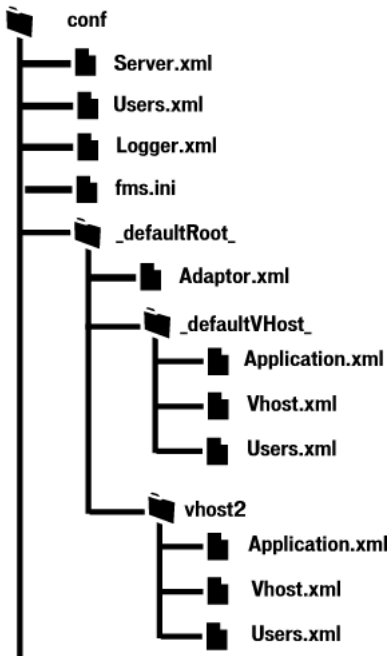 conf
Server.xml
Users.xml
Logger.xml
fms.ini
_defaultRoot_
Adaptor.xml
_defaultVHost_
Application.xml
Vhost.xml
Users.xml
vhost2
Application.xml
Vhost.xml
Users.xml